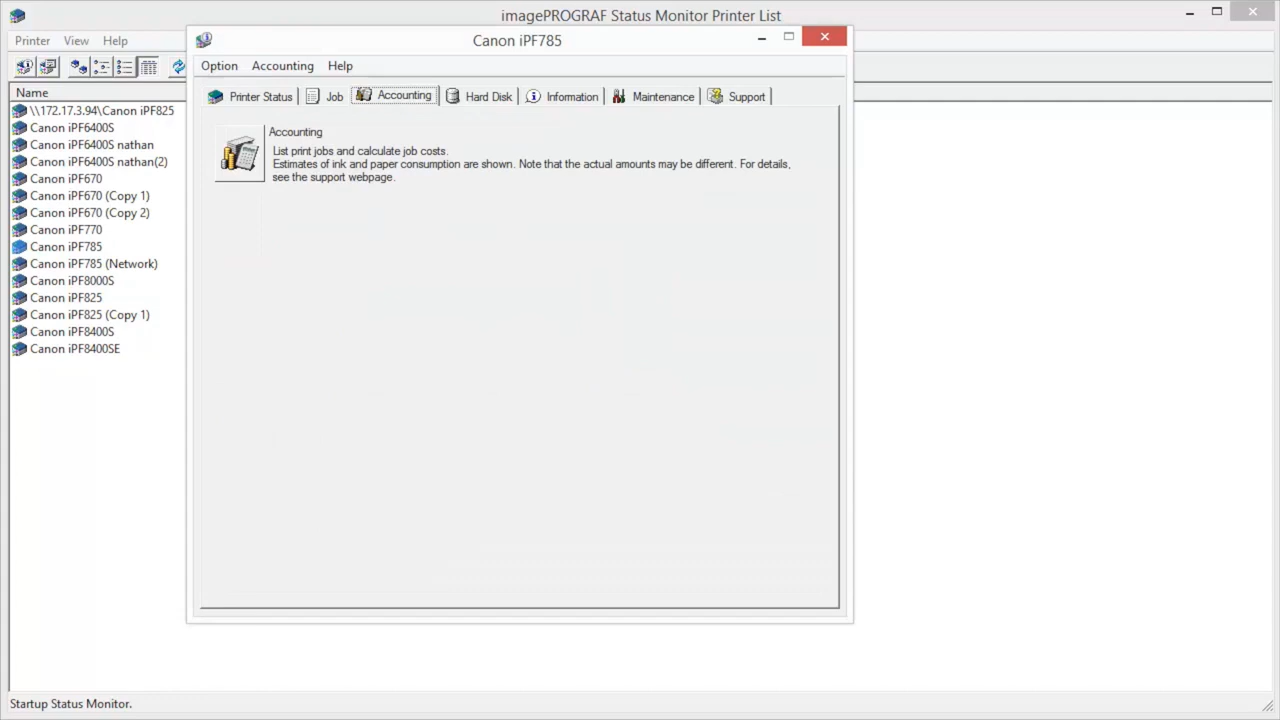 imagePROGRAF Status Monitor Printer List
Printer View Help
Name
\\172.17.3.94\Canon iPF825
Canon iPF6400S
Canon iPF6400S nathan
Canon iPF6400S nathan(2)
Canon iPF670
Canon iPF670 (Copy 1)
Canon iPF670 (Copy 2)
Canon iPF770
Canon iPF785
Canon iPF785 (Network)
Canon iPF8000S
Canon iPF825
Canon iPF825 (Copy 1)
Canon iPF8400S
Canon iPF8400SE
Canon iPF785
Option Accounting Help
Printer Status Job Accounting Hard Disk Information Maintenance Support
Accounting
List print jobs and calculate job costs.
Estimates of ink and paper consumption are shown. Note that the actual amounts may be different. For details,
see the support webpage.
Startup Status Monitor.